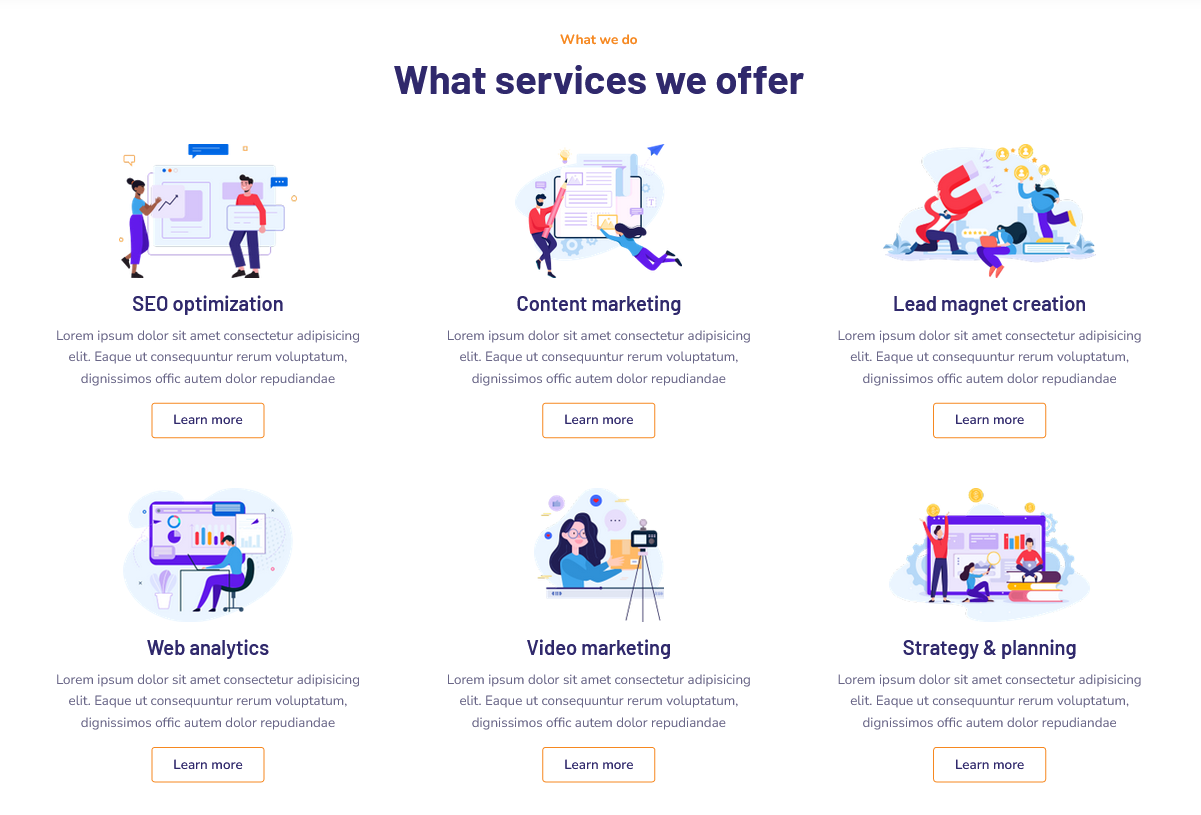 What we do
What services we offer
SEO optimization
Lorem ipsum dolor sit amet consectetur adipisicing
elit. Eaque ut consequuntur rerum voluptatum,
dignissimos offic autem dolor repudiandae
Learn more
Content marketing
Lorem ipsum dolor sit amet consectetur adipisicing
elit. Eaque ut consequuntur rerum voluptatum,
dignissimos offic autem dolor repudiandae
Learn more
Lead magnet creation
Lorem ipsum dolor sit amet consectetur adipisicing
elit. Eaque ut consequuntur rerum voluptatum,
dignissimos offic autem dolor repudiandae
Learn more
Web analytics
Lorem ipsum dolor sit amet consectetur adipisicing
elit. Eaque ut consequuntur rerum voluptatum,
dignissimos offic autem dolor repudiandae
Learn more
Video marketing
Lorem ipsum dolor sit amet consectetur adipisicing
elit. Eaque ut consequuntur rerum voluptatum,
dignissimos offic autem dolor repudiandae
Learn more
Strategy & planning
Lorem ipsum dolor sit amet consectetur adipisicing
elit. Eaque ut consequuntur rerum voluptatum,
dignissimos offic autem dolor repudiandae
Learn more